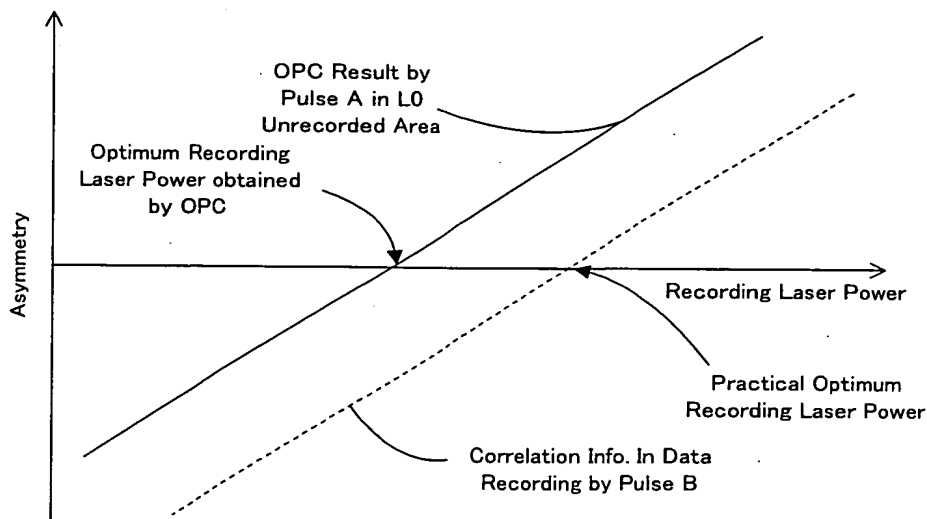 OPC Result by
Pulse A in L0
Unrecorded Area
Optimum Recording
Laser Power obtained
by OPC
Asymmetry
Recording Laser Power
Practical Optimum
Recording Laser Power
Correlation Info. In Data
Recording by Pulse B